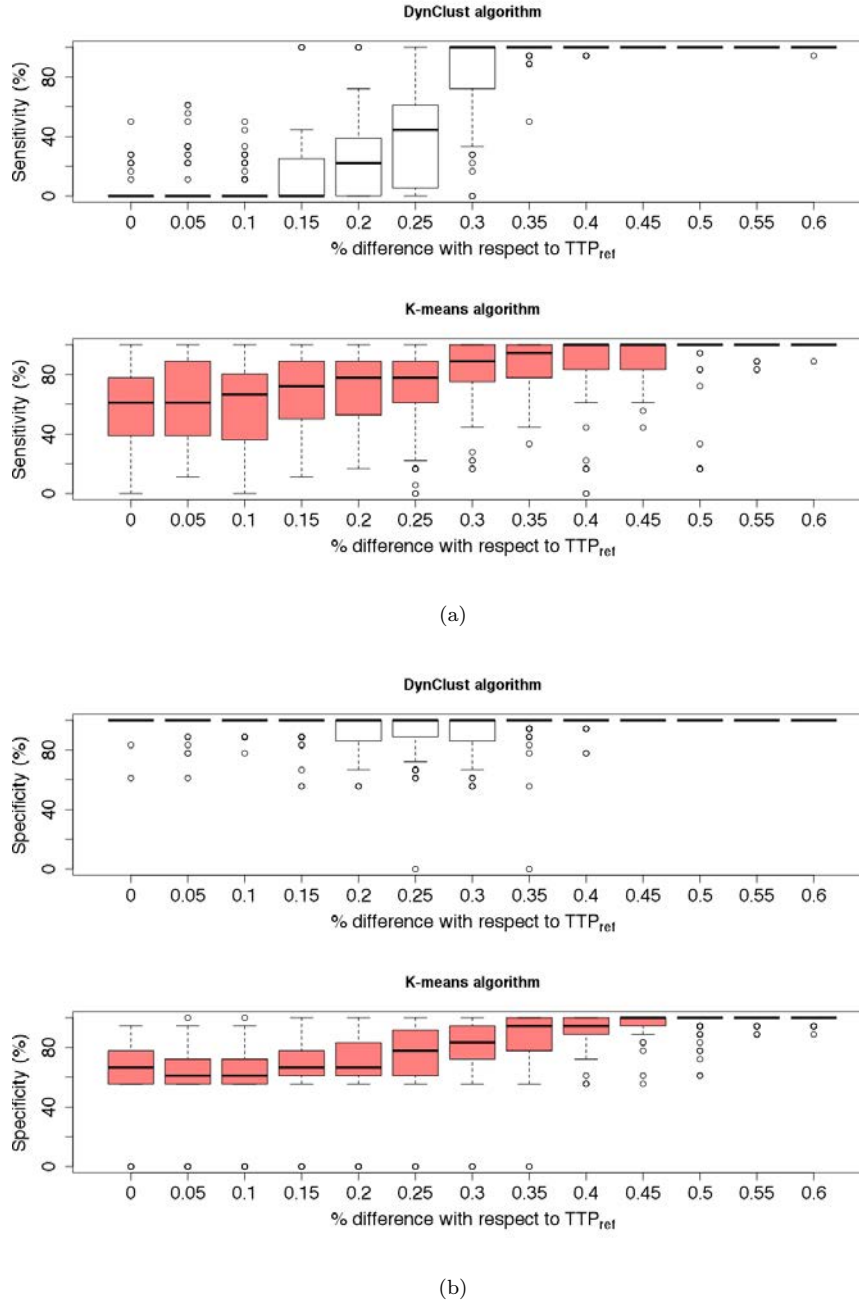 DynClust algorithm
Sensitivity (%)
0 40 80
0 0.05 0.1 0.15 0.2 0.25 0.3 0.35 0.4 0.45 0.5 0.55 0.6
% difference with respect to TTPref
K-means algorithm
Sensitivity (%)
0 40 80
0 0.05 0.1 0.15 0.2 0.25 0.3 0.35 0.4 0.45 0.5 0.55 0.6
% difference with respect to TTPref
(a)
DynClust algorithm
Specificity (%)
0 40 80
0 0.05 0.1 0.15 0.2 0.25 0.3 0.35 0.4 0.45 0.5 0.55 0.6
% difference with respect to TTPref
K-means algorithm
Specificity (%)
0 40 80
0 0.05 0.1 0.15 0.2 0.25 0.3 0.35 0.4 0.45 0.5 0.55 0.6
% difference with respect to TTPref
(b)